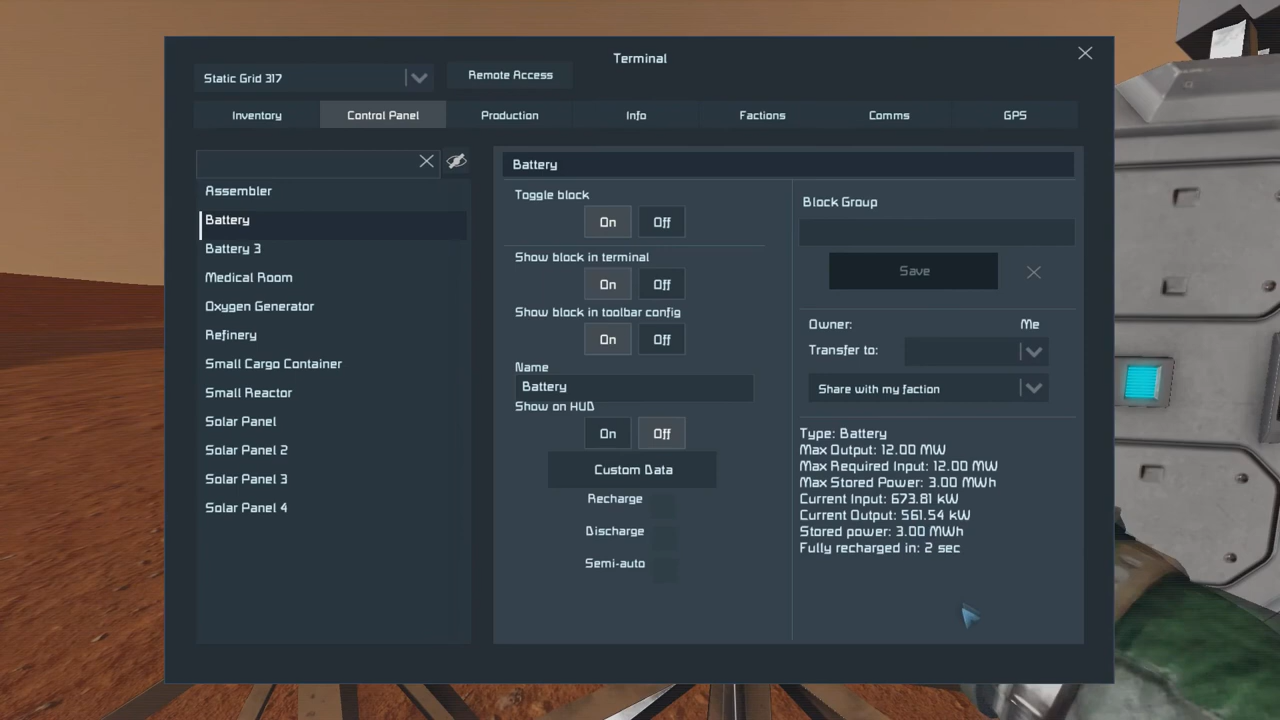 Terminal
Static Grid 317
Remote Access
Inventory
Control Panel
Production
Info
Factions
Comms
GPS
Assembler
Battery
Battery 3
Medical Room
Oxygen Generator
Refinery
Small Cargo Container
Small Reactor
Solar Panel
Solar Panel 2
Solar Panel 3
Solar Panel 4
Battery
Toggle block
On Off
Show block in terminal
On Off
Show block in toolbar config
On Off
Name
Battery
Show on HUD
On Off
Custom Data
Recharge
Discharge
Semi-auto
Block Group
Save
Owner: Me
Transfer to:
Share with my faction
Type: Battery
Max Output: 12.00 MW
Max Required Input: 12.00 MW
Max Stored Power: 3.00 MWh
Current Input: 673.81 kW
Current Output: 561.54 kW
Stored power: 3.00 MWh
Fully recharged in: 2 sec